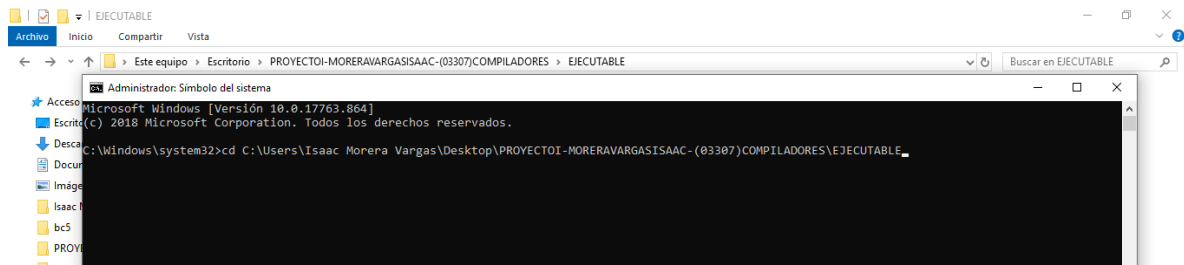 EJECUTABLE
Archivo Inicio Compartir Vista
Este equipo > Escritorio > PROYECTOI-MORERAVARGASISAAC-(03307)COMPILADORES > EJECUTABLE
Buscar en EJECUTABLE
Administrador: Símbolo del sistema
Acceso
Microsoft Windows [Versión 10.0.17763.864]
Escrito
(c) 2018 Microsoft Corporation. Todos los derechos reservados.
Desca
C:\Windows\system32>cd C:\Users\Isaac Morera Vargas\Desktop\PROYECTOI-MORERAVARGASISAAC-(03307)COMPILADORES\EJECUTABLE
Docum
Imáge
Isaac M
bc5
PROYE